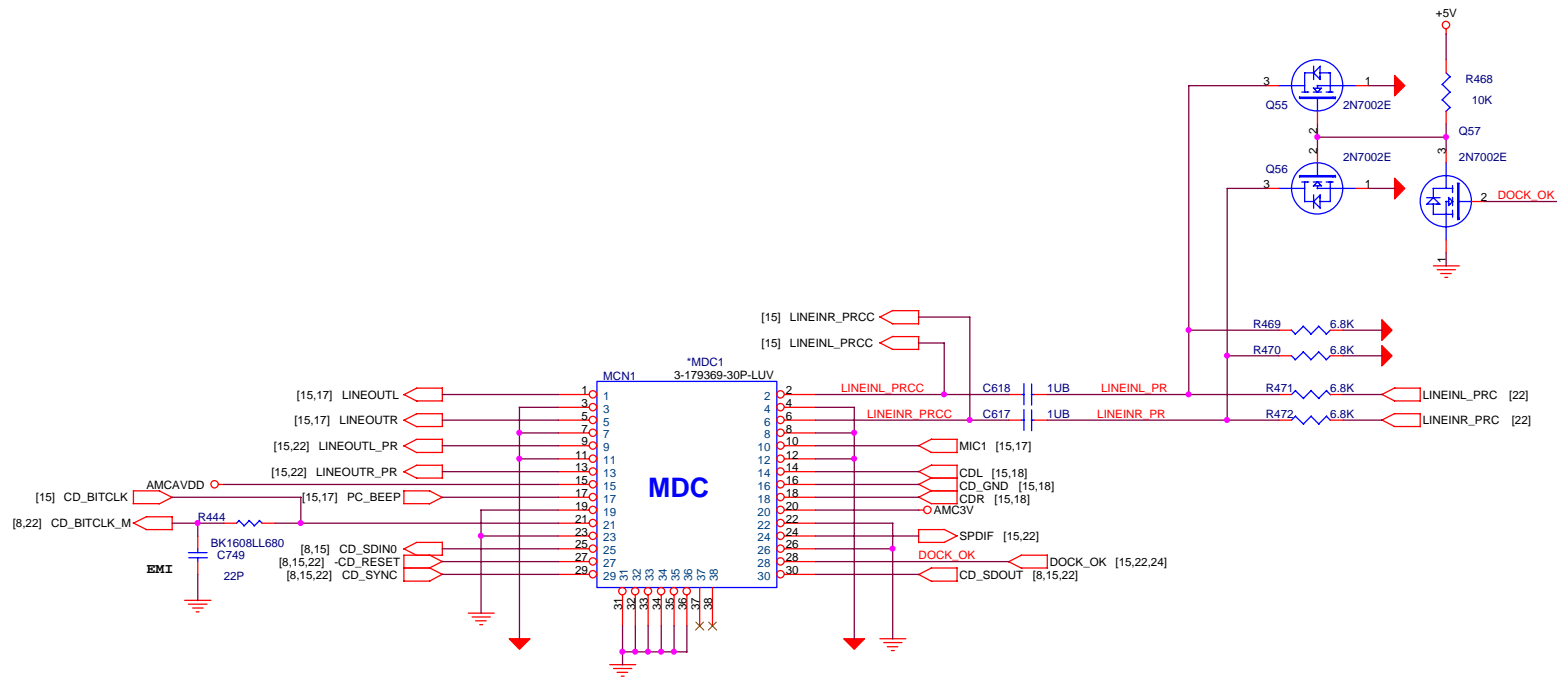 +5V
3
1
R468
10K
Q55
2N7002E
2
Q57
2
2N7002E
3
2N7002E
Q56
3
1
2
DOCK_OK
1
[15] LINEINR_PRCC
[15] LINEINL_PRCC
R469
6.8K
R470
6.8K
*MDC1
MCN1
3-179369-30P-LUV
[15,17] LINEOUTL
1
1
2
2
LINEINL_PRCC
C618
1UB
LINEINL_PR
R471
6.8K
LINEINL_PRC [22]
3
3
4
4
[15,17] LINEOUTR
5
5
6
6
LINEINR_PRCC
C617
1UB
LINEINR_PR
R472
6.8K
LINEINR_PRC [22]
7
7
8
8
[15,22] LINEOUTL_PR
9
9
10
10
MIC1 [15,17]
11
11
12
12
[15,22] LINEOUTR_PR
13
13
14
14
CDL [15,18]
AMCAVDD
15
15
MDC
16
16
CD_GND [15,18]
[15] CD_BITCLK
[15,17] PC_BEEP
17
17
18
18
CDR [15,18]
19
19
20
20
AMC3V
[8,22] CD_BITCLK_M
R444
21
21
22
22
23
23
24
24
SPDIF [15,22]
BK1608LL680
C749
22P
EMI
[8,15] CD_SDIN0
25
25
26
26
[8,15,22] -CD_RESET
27
27
28
28
DOCK_OK
DOCK_OK [15,22,24]
[8,15,22] CD_SYNC
29
29
30
30
CD_SDOUT [8,15,22]
31
32
33
34
35
36
37
38
31
32
33
34
35
36
37
38